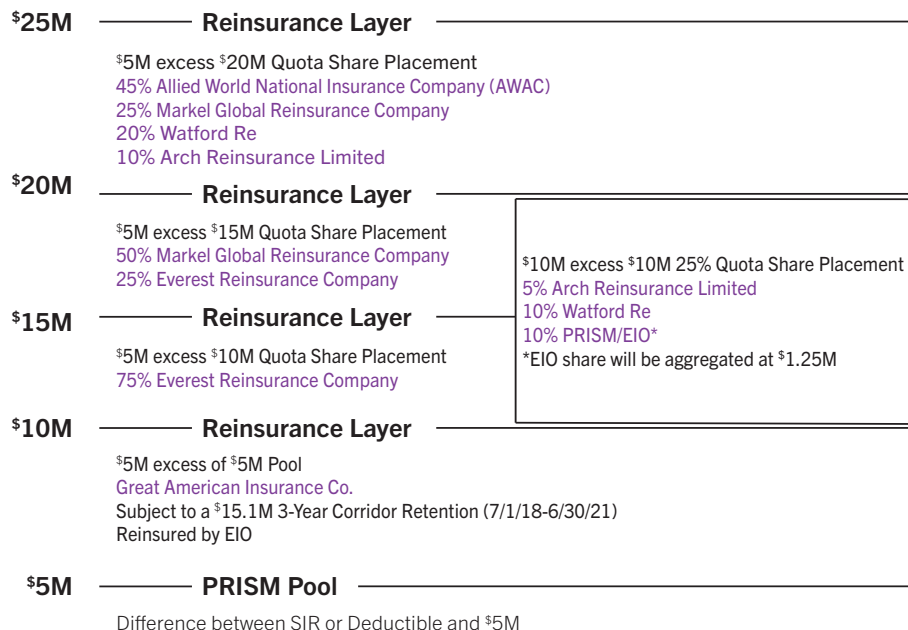 $25M Reinsurance Layer
$5M excess $20M Quota Share Placement
45% Allied World National Insurance Company (AWAC)
25% Markel Global Reinsurance Company
20% Watford Re
10% Arch Reinsurance Limited
$20M Reinsurance Layer
$5M excess $15M Quota Share Placement
50% Markel Global Reinsurance Company
25% Everest Reinsurance Company
$15M Reinsurance Layer
$5M excess $10M Quota Share Placement
75% Everest Reinsurance Company
$10M excess $10M 25% Quota Share Placement
5% Arch Reinsurance Limited
10% Watford Re
10% PRISM/EIO*
*EIO share will be aggregated at $1.25M
$10M Reinsurance Layer
$5M excess of $5M Pool
Great American Insurance Co.
Subject to a $15.1M 3-Year Corridor Retention (7/1/18-6/30/21)
Reinsured by EIO
$5M PRISM Pool
Difference between SIR or Deductible and $5M